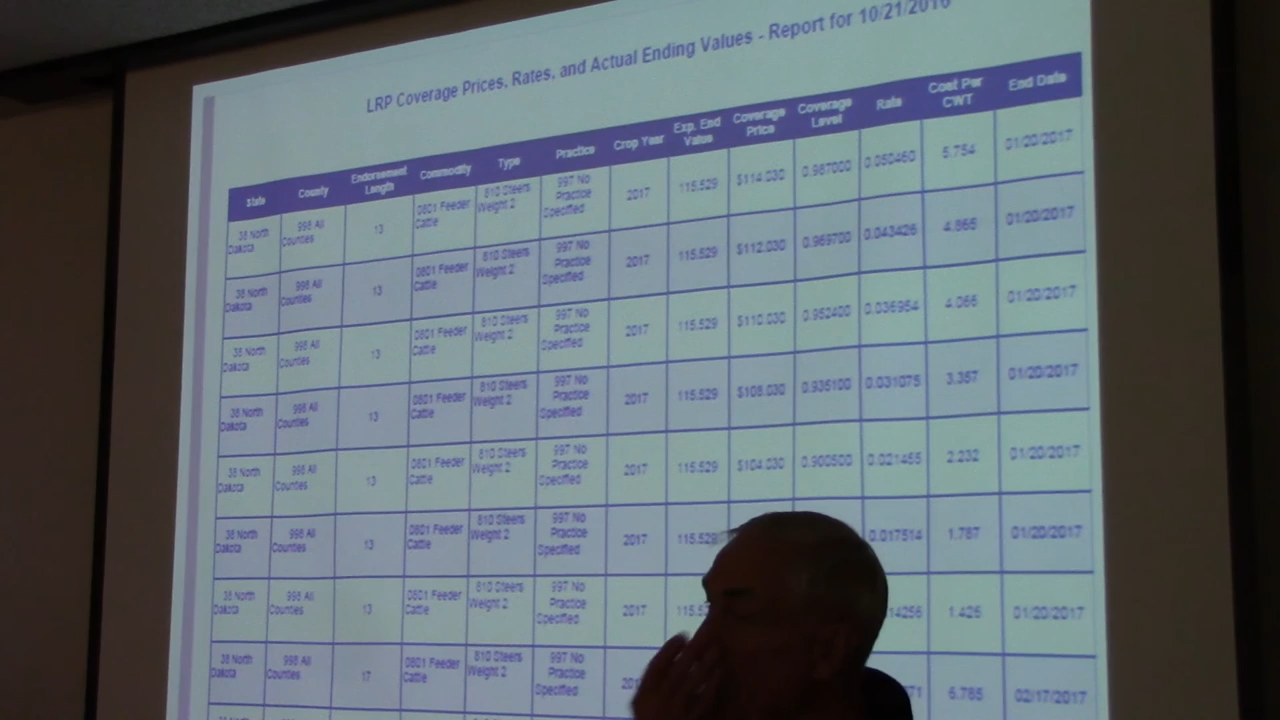 LRP Coverage Prices, Rates, and Actual Ending Values - Report for 10/21/2016
State County Endorsement Length Commodity Type Practice Crop Year Exp. End Value Coverage Price Coverage Level Rate Cost Per CWT End Date
38 North Dakota 998 All Counties 13 0801 Feeder Cattle 810 Steers Weight 2 997 No Practice Specified 2017 115.529 $114.030 0.987000 0.050460 5.754 01/20/2017
38 North Dakota 998 All Counties 13 0801 Feeder Cattle 810 Steers Weight 2 997 No Practice Specified 2017 115.529 $112.030 0.969700 0.043426 4.865 01/20/2017
38 North Dakota 998 All Counties 13 0801 Feeder Cattle 810 Steers Weight 2 997 No Practice Specified 2017 115.529 $110.030 0.952400 0.036954 4.066 01/20/2017
38 North Dakota 998 All Counties 13 0801 Feeder Cattle 810 Steers Weight 2 997 No Practice Specified 2017 115.529 $108.030 0.935100 0.031075 3.357 01/20/2017
38 North Dakota 998 All Counties 13 0801 Feeder Cattle 810 Steers Weight 2 997 No Practice Specified 2017 115.529 $104.030 0.900500 0.021455 2.232 01/20/2017
38 North Dakota 998 All Counties 13 0801 Feeder Cattle 810 Steers Weight 2 997 No Practice Specified 2017 115.529 0.017514 1.787 01/20/2017
38 North Dakota 998 All Counties 13 0801 Feeder Cattle 810 Steers Weight 2 997 No Practice Specified 2017 115.5 14256 1.425 01/20/2017
38 North Dakota 998 All Counties 17 0801 Feeder Cattle 810 Steers Weight 2 997 No Practice Specified 201 71 6.785 02/17/2017